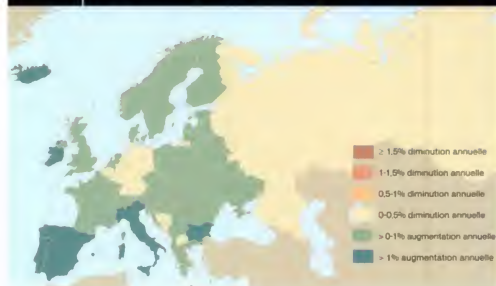 ≥ 1,5% diminution annuelle
1-1,5% diminution annuelle
0,5-1% diminution annuelle
0-0,5% diminution annuelle
> 0-1% augmentation annuelle
> 1% augmentation annuelle